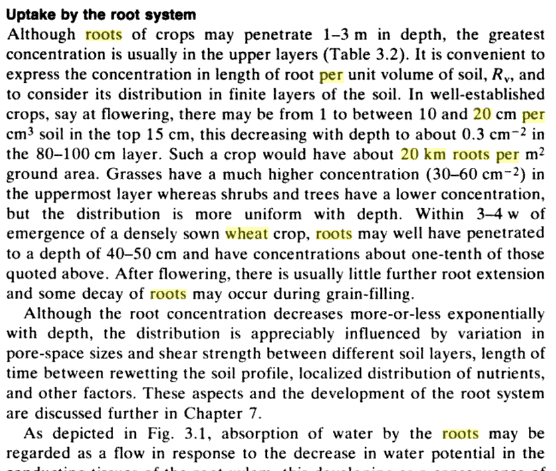 Uptake by the root system
Although roots of crops may penetrate 1–3 m in depth, the greatest
concentration is usually in the upper layers (Table 3.2). It is convenient to
express the concentration in length of root per unit volume of soil, Rᵥ, and
to consider its distribution in finite layers of the soil. In well-established
crops, say at flowering, there may be from 1 to between 10 and 20 cm per
cm³ soil in the top 15 cm, this decreasing with depth to about 0.3 cm⁻² in
the 80–100 cm layer. Such a crop would have about 20 km roots per m²
ground area. Grasses have a much higher concentration (30–60 cm⁻²) in
the uppermost layer whereas shrubs and trees have a lower concentration,
but the distribution is more uniform with depth. Within 3–4 w of
emergence of a densely sown wheat crop, roots may well have penetrated
to a depth of 40–50 cm and have concentrations about one-tenth of those
quoted above. After flowering, there is usually little further root extension
and some decay of roots may occur during grain-filling.
Although the root concentration decreases more-or-less exponentially
with depth, the distribution is appreciably influenced by variation in
pore-space sizes and shear strength between different soil layers, length of
time between rewetting the soil profile, localized distribution of nutrients,
and other factors. These aspects and the development of the root system
are discussed further in Chapter 7.
As depicted in Fig. 3.1, absorption of water by the roots may be
regarded as a flow in response to the decrease in water potential in the